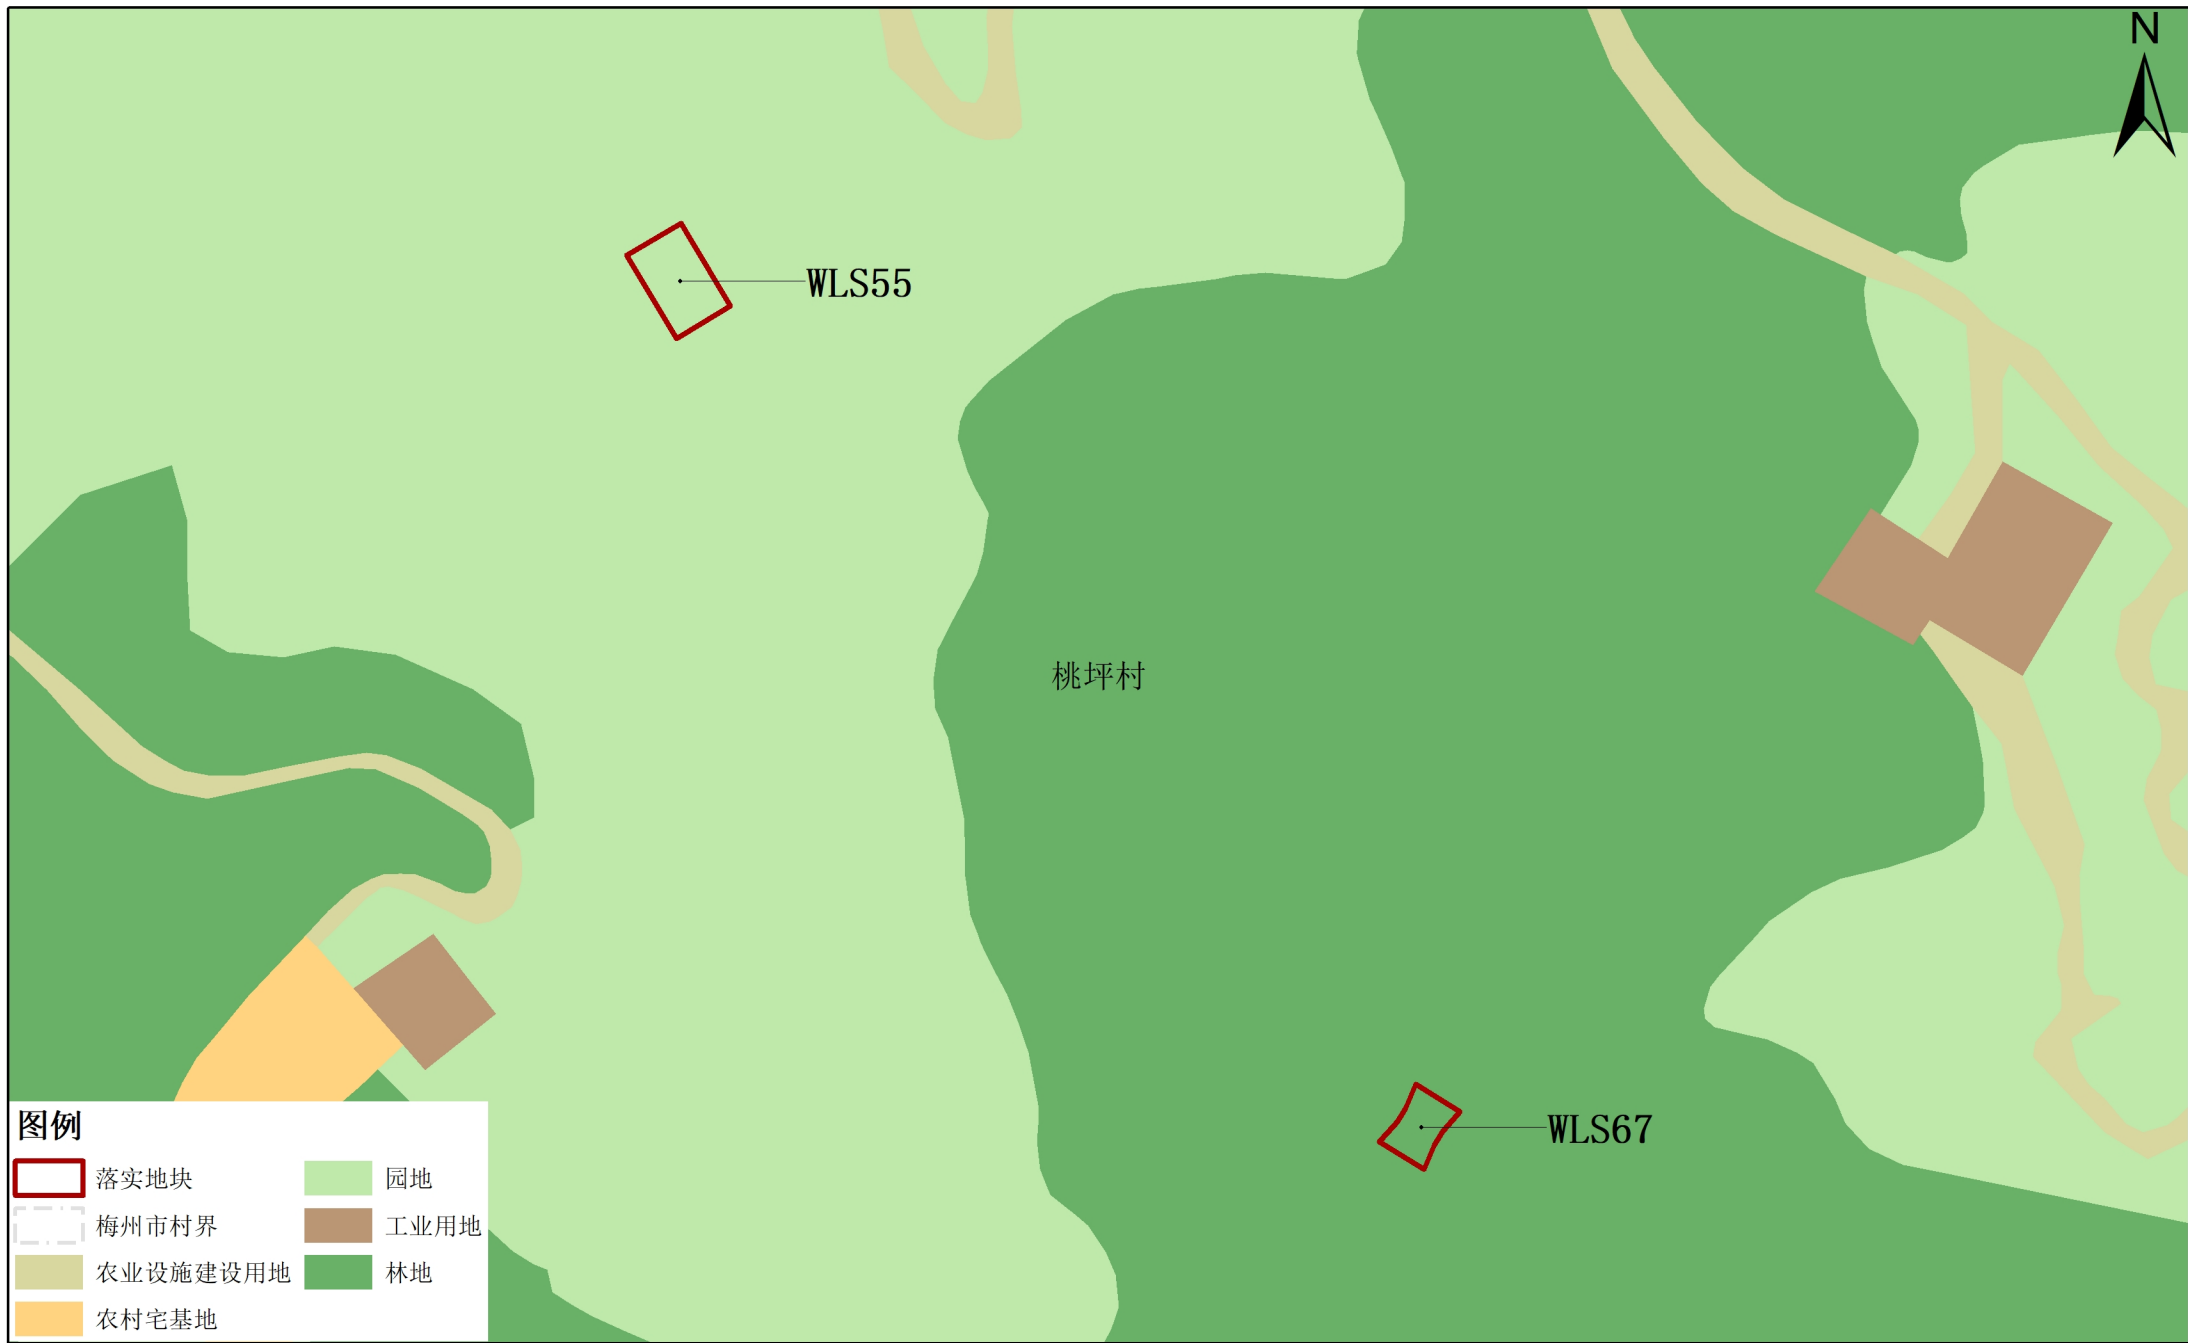 N
WLS55
桃坪村
WLS67
图例
落实地块
园地
梅州市村界
工业用地
农业设施建设用地
林地
农村宅基地